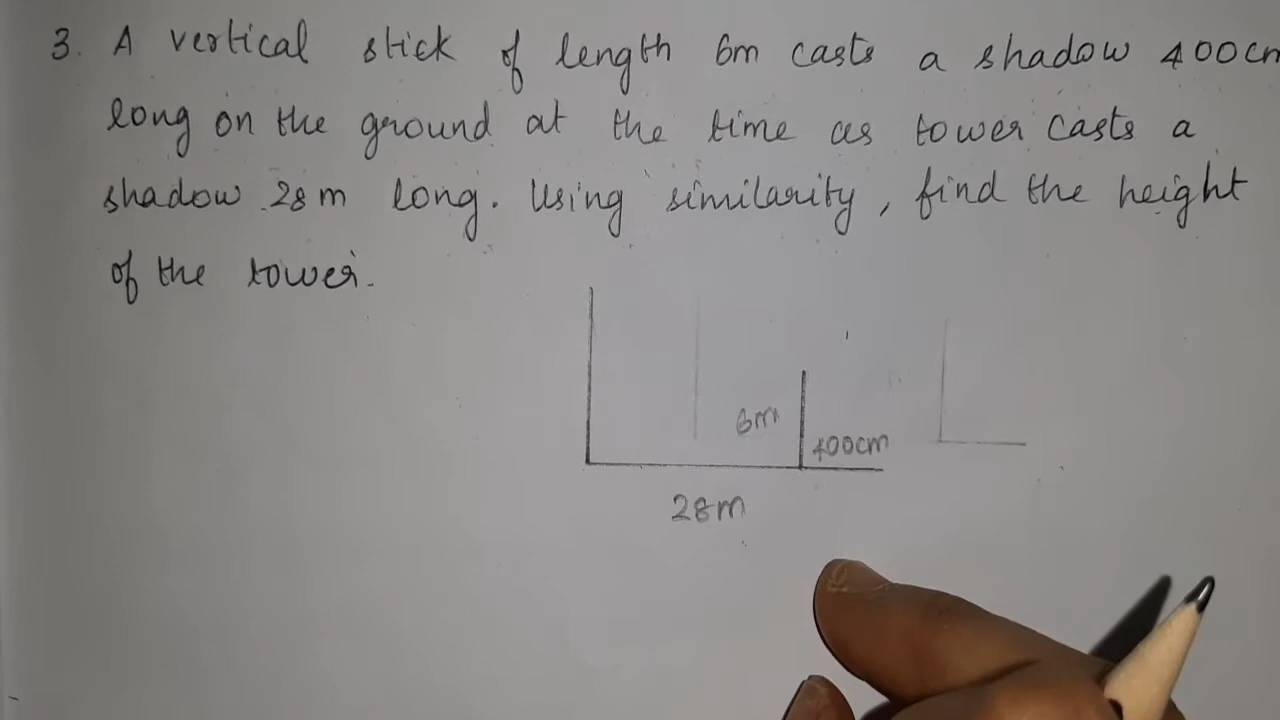 3. A vertical stick of length 6m casts a shadow 400cm
long on the ground at the time as tower casts a
shadow 28m long. Using similarity, find the height
of the tower.
6m
400cm
28m